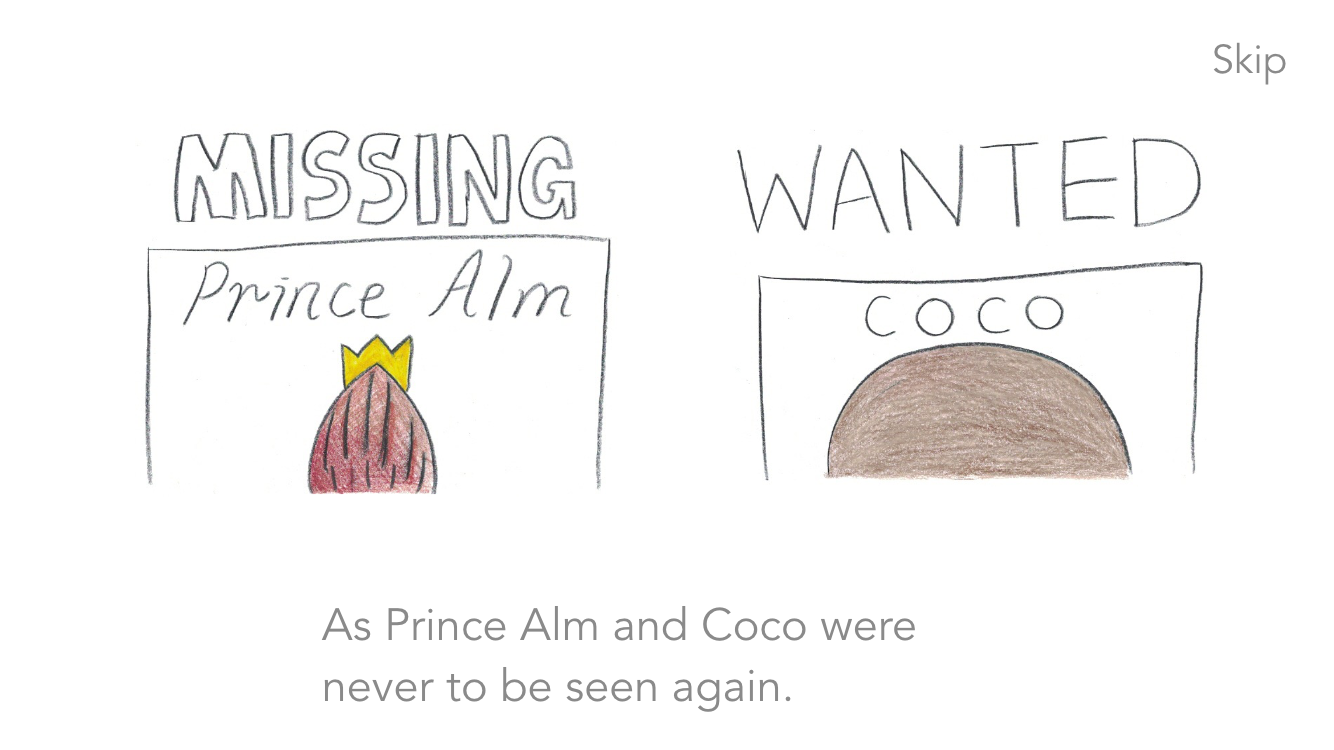 Skip
MISSING
Prince Alm
WANTED
COCO
As Prince Alm and Coco were
never to be seen again.